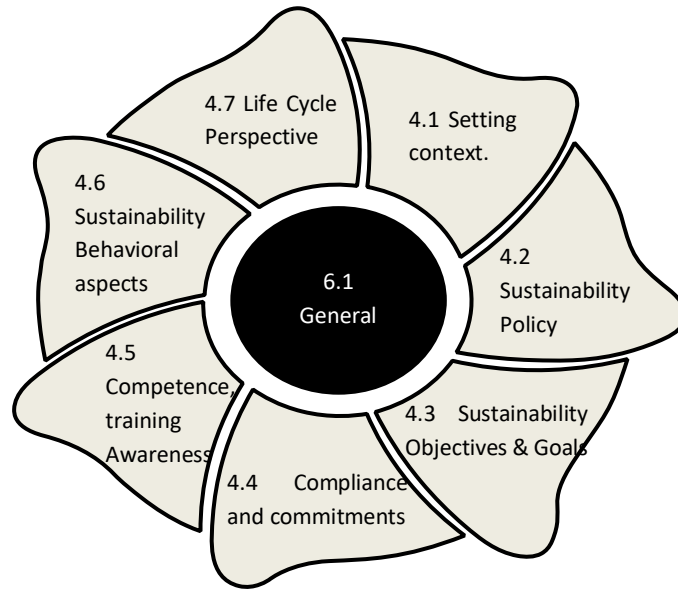 4.7 Life Cycle
Perspective
4.1 Setting
context.
4.6
Sustainability
Behavioral
aspects
4.2
Sustainability
Policy
6.1
General
4.5
Competence,
training
Awareness
4.3 Sustainability
Objectives & Goals
4.4 Compliance
and commitments